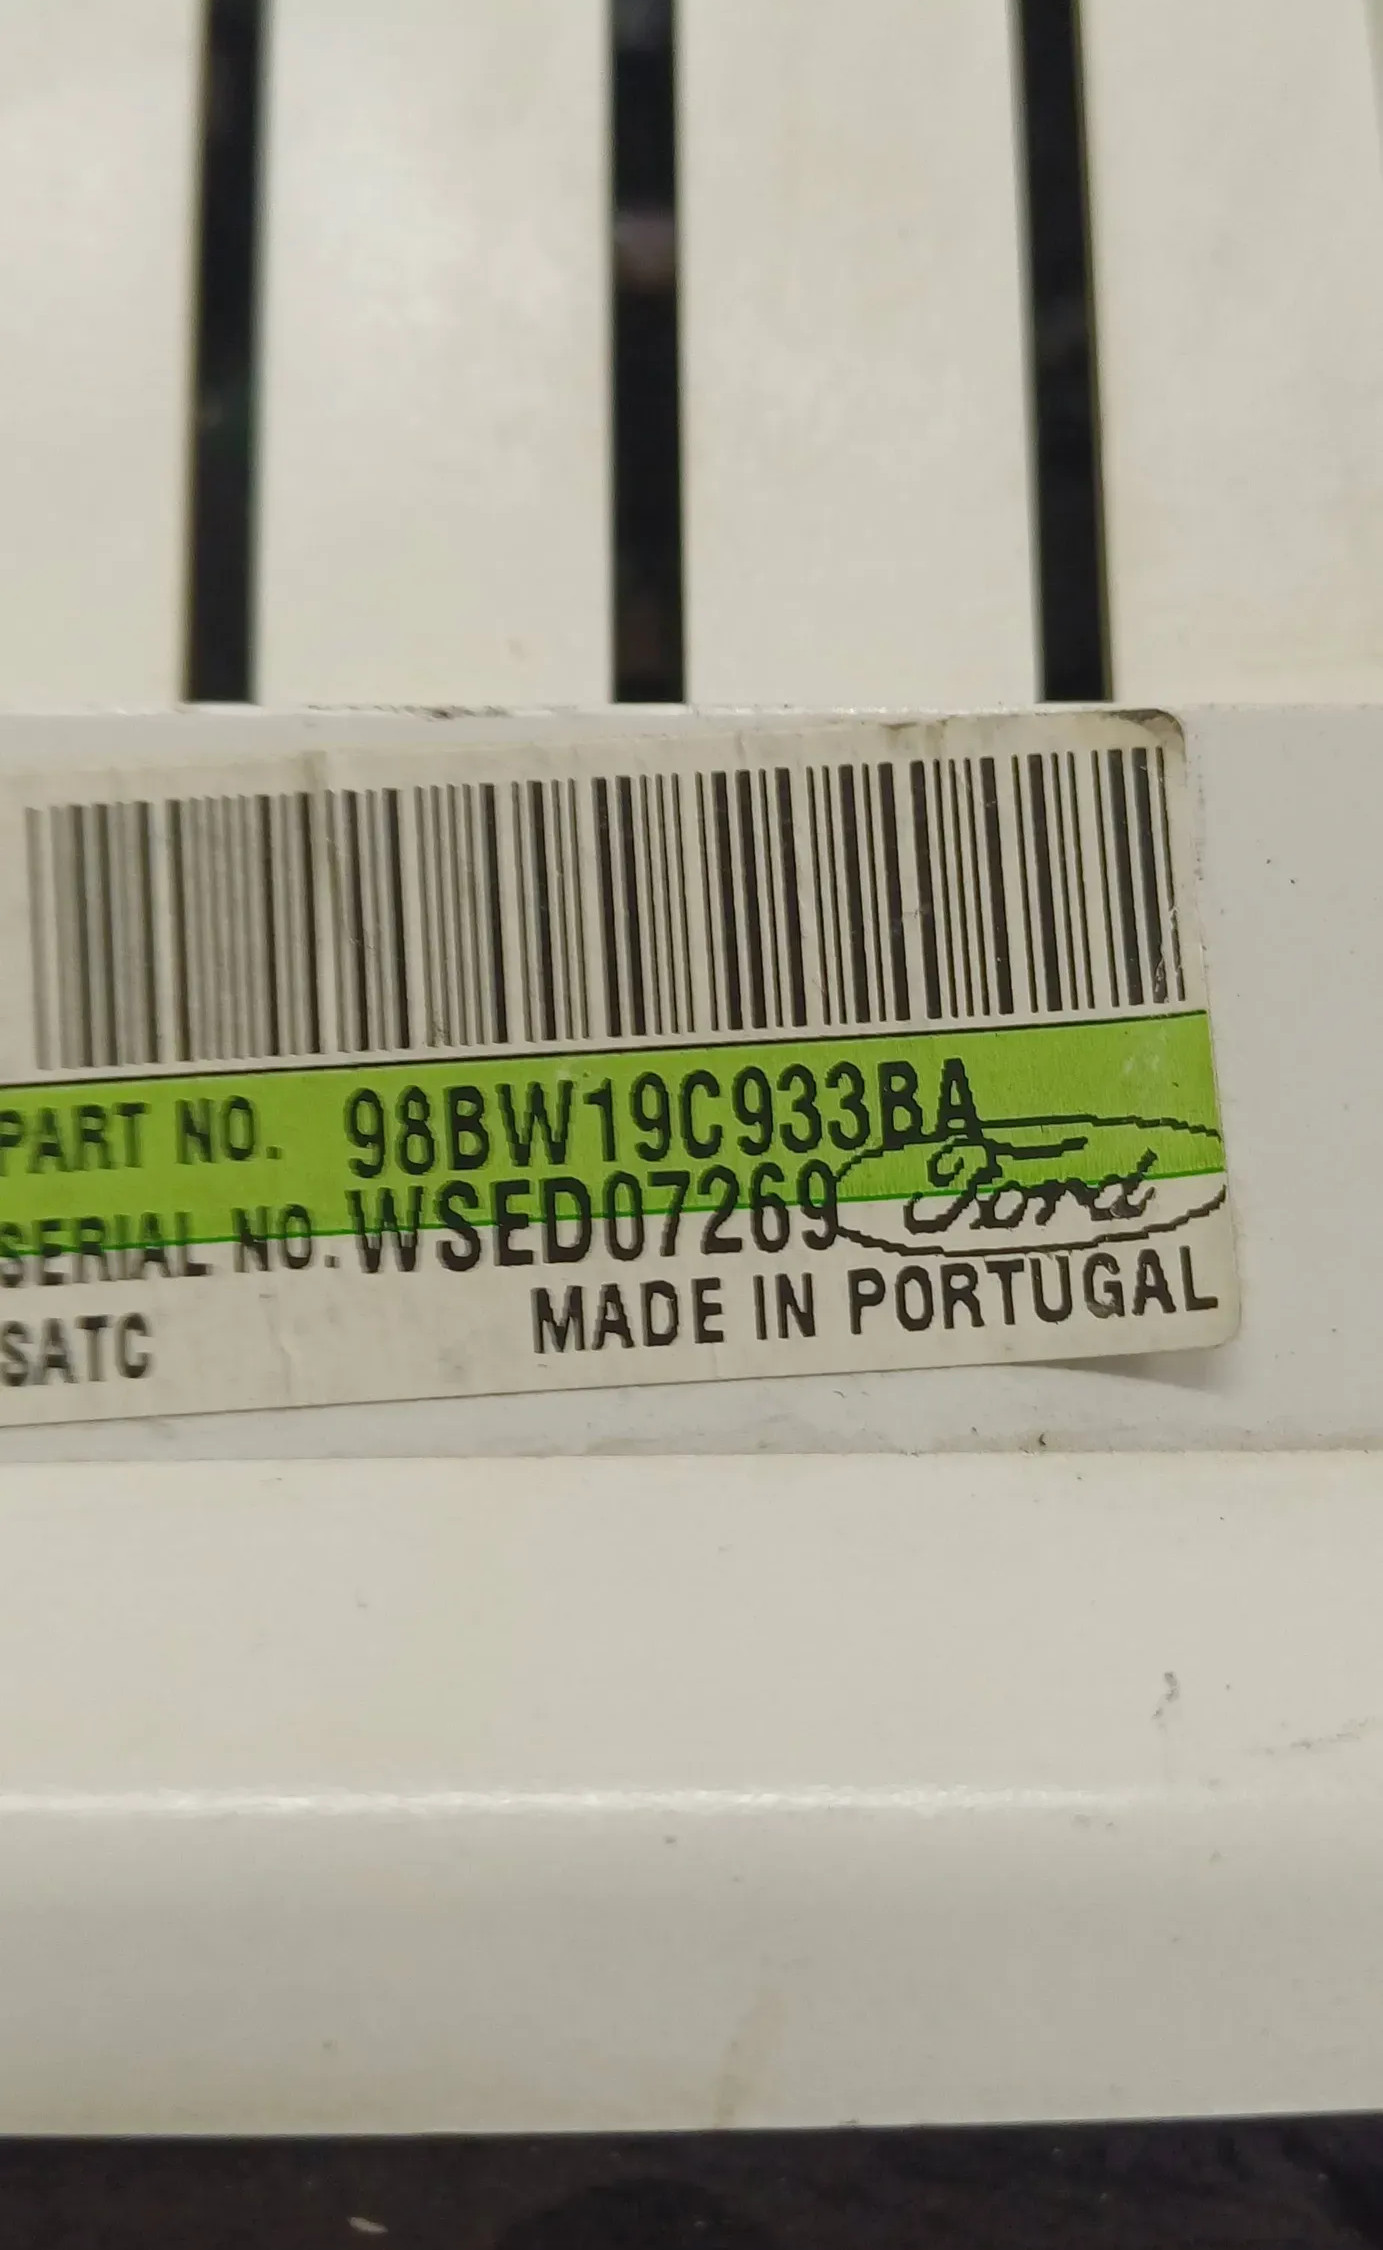 PART NO. 98BW19C933BA
SERIAL NO. WSED07269 Ford
SATC MADE IN PORTUGAL